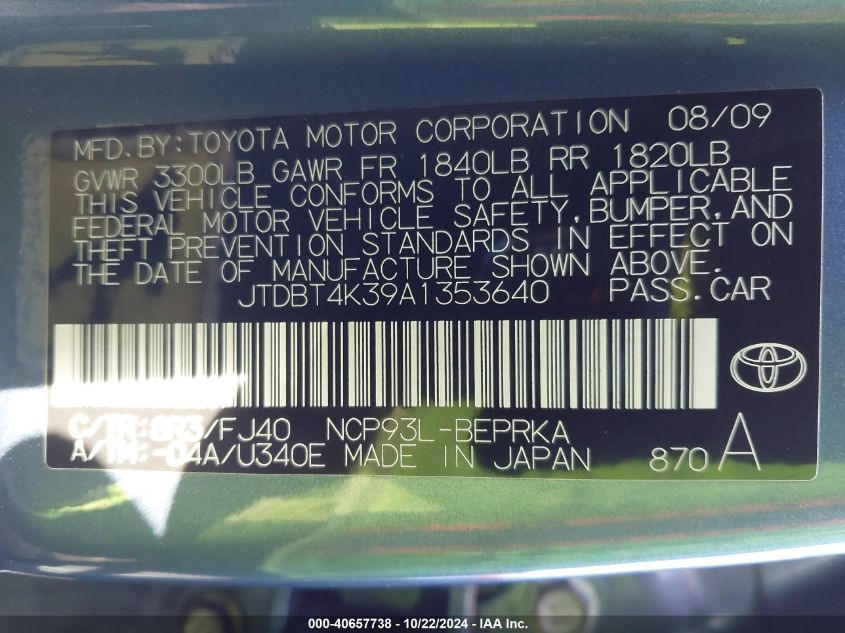 MFD. BY: TOYOTA MOTOR CORPORATION 08/09
GVWR 3300LB GAWR FR 1840LB RR 1820LB
THIS VEHICLE CONFORMS TO ALL APPLICABLE
FEDERAL MOTOR VEHICLE SAFETY, BUMPER, AND
THEFT PREVENTION STANDARDS IN EFFECT ON
THE DATE OF MANUFACTURE SHOWN ABOVE.
JTDBT4K39A1353640 PASS.CAR
C/TR:8R3/FJ40 NCP93L-BEPRKA
A/TM:-04A/U340E MADE IN JAPAN 870 A
000-40657738 - 10/22/2024 - IAA Inc.